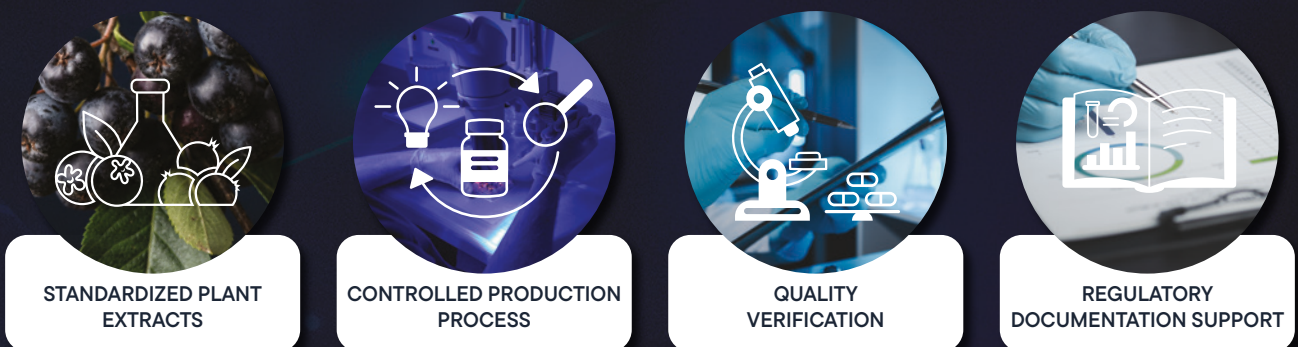 STANDARDIZED PLANT
EXTRACTS
CONTROLLED PRODUCTION
PROCESS
QUALITY
VERIFICATION
REGULATORY
DOCUMENTATION SUPPORT